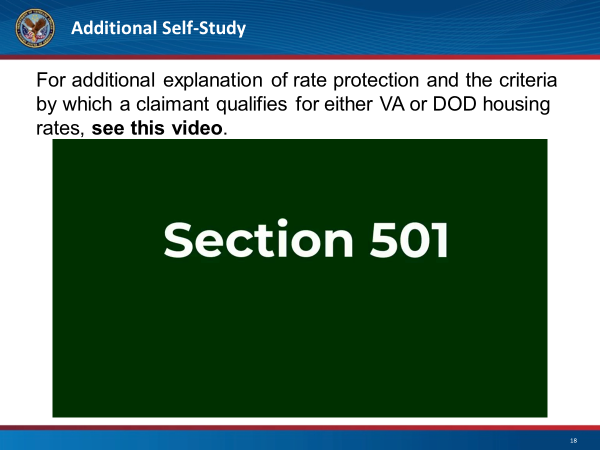 Additional Self-Study
For additional explanation of rate protection and the criteria
by which a claimant qualifies for either VA or DOD housing
rates, see this video.
Section 501
18